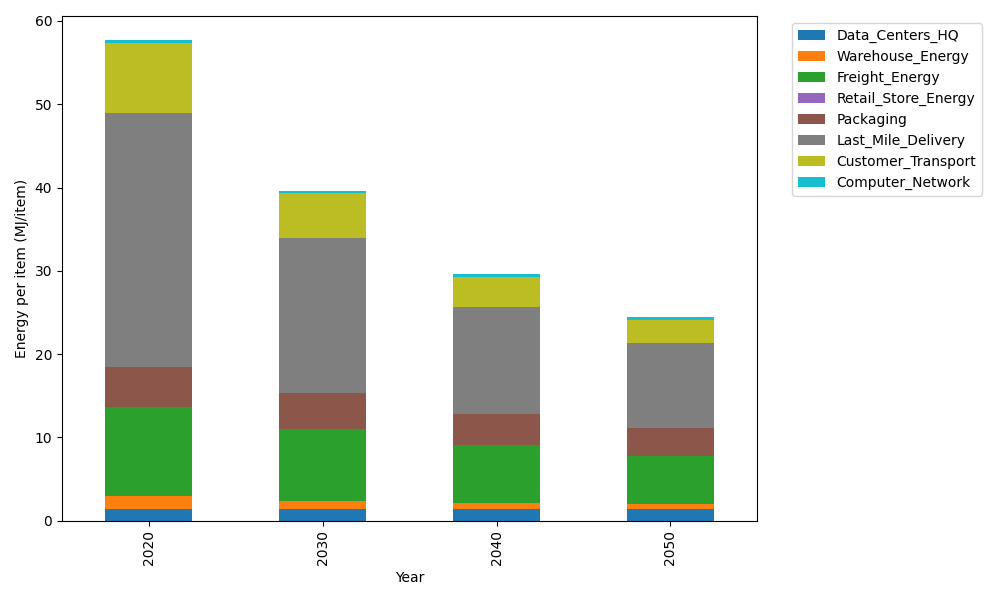 60
50
40
30
20
10
0
Energy per item (MJ/item)
2020
2030
2040
2050
Year
Data_Centers_HQ
Warehouse_Energy
Freight_Energy
Retail_Store_Energy
Packaging
Last_Mile_Delivery
Customer_Transport
Computer_Network